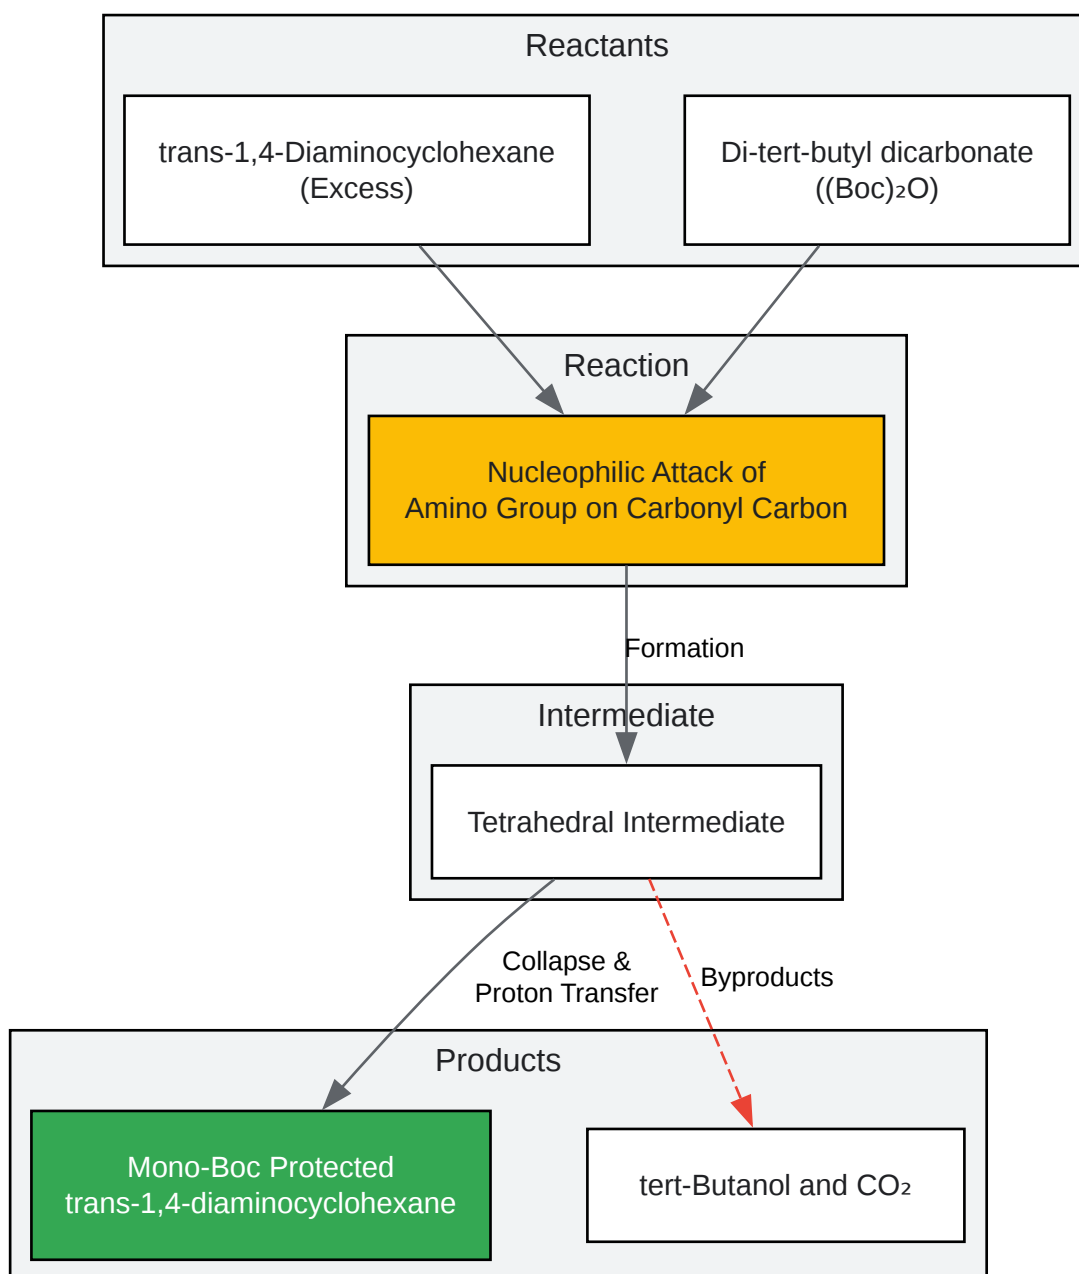 Reactants
trans-1,4-Diaminocyclohexane
(Excess)
Di-tert-butyl dicarbonate
((Boc)₂O)
Reaction
Nucleophilic Attack of
Amino Group on Carbonyl Carbon
Formation
Intermediate
Tetrahedral Intermediate
Collapse &
Proton Transfer
Byproducts
Products
Mono-Boc Protected
trans-1,4-diaminocyclohexane
tert-Butanol and CO₂